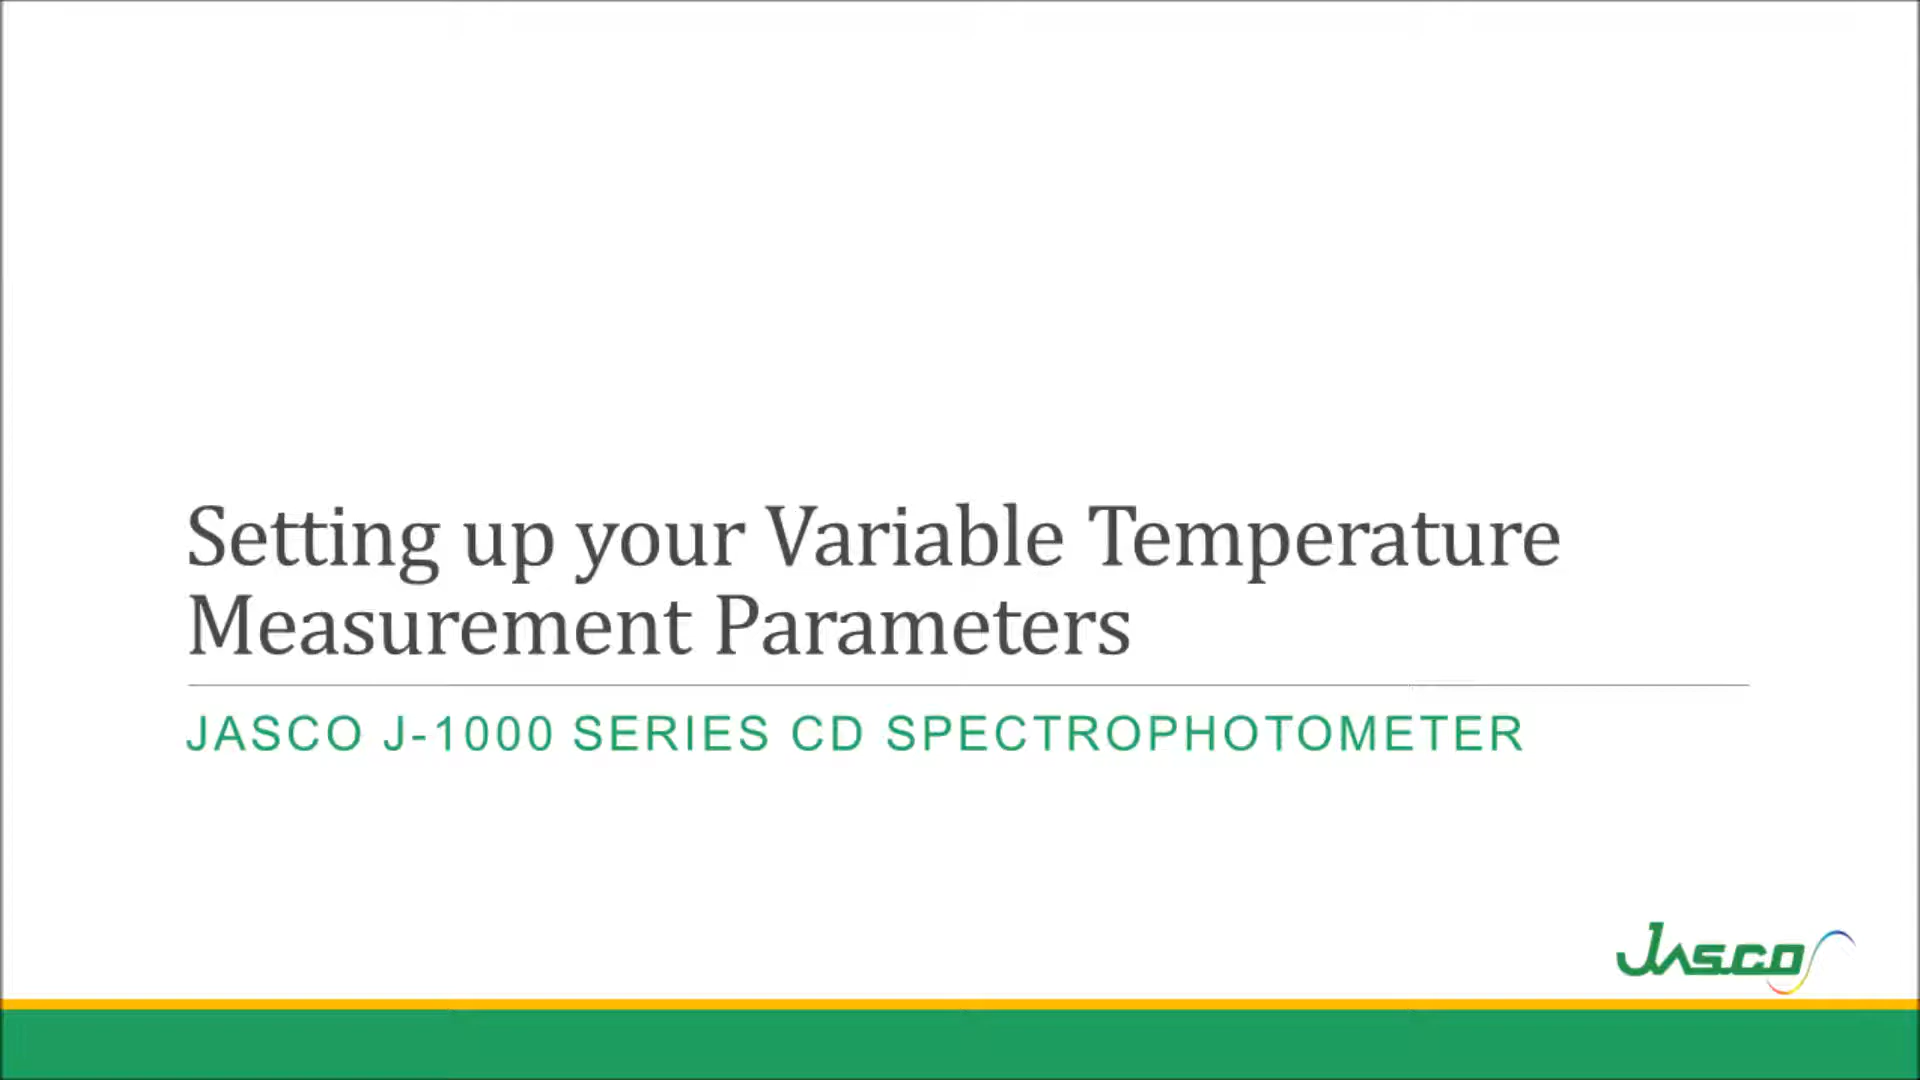 Setting up your Variable Temperature
Measurement Parameters
JASCO J-1000 SERIES CD SPECTROPHOTOMETER
Jasco